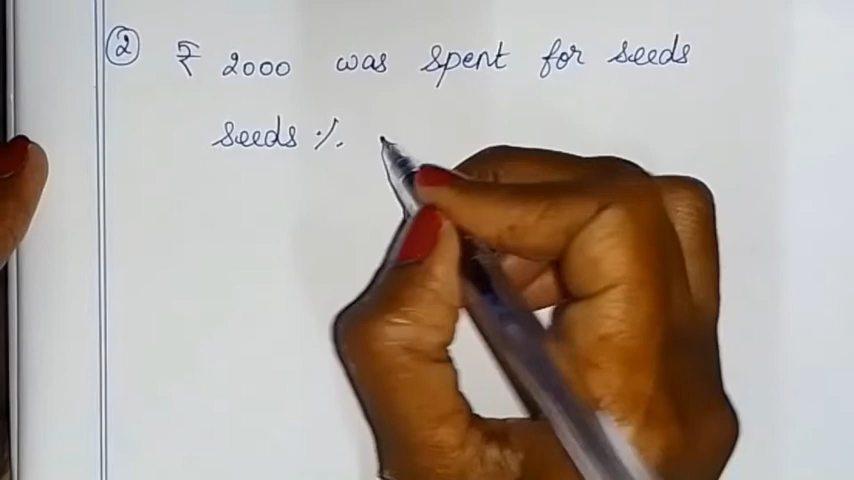 ② ₹ 2000 was spent for seeds
seeds %